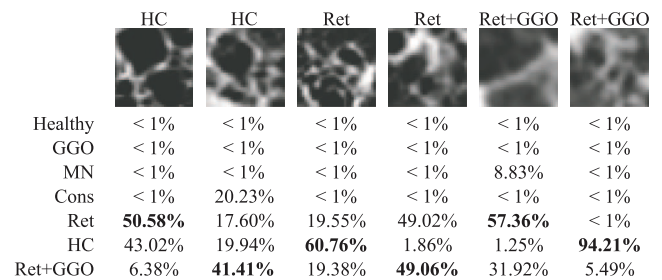 HC HC Ret Ret Ret+GGO Ret+GGO
Healthy < 1% < 1% < 1% < 1% < 1% < 1%
GGO < 1% < 1% < 1% < 1% < 1% < 1%
MN < 1% < 1% < 1% < 1% 8.83% < 1%
Cons < 1% 20.23% < 1% < 1% < 1% < 1%
Ret 50.58% 17.60% 19.55% 49.02% 57.36% < 1%
HC 43.02% 19.94% 60.76% 1.86% 1.25% 94.21%
Ret+GGO 6.38% 41.41% 19.38% 49.06% 31.92% 5.49%